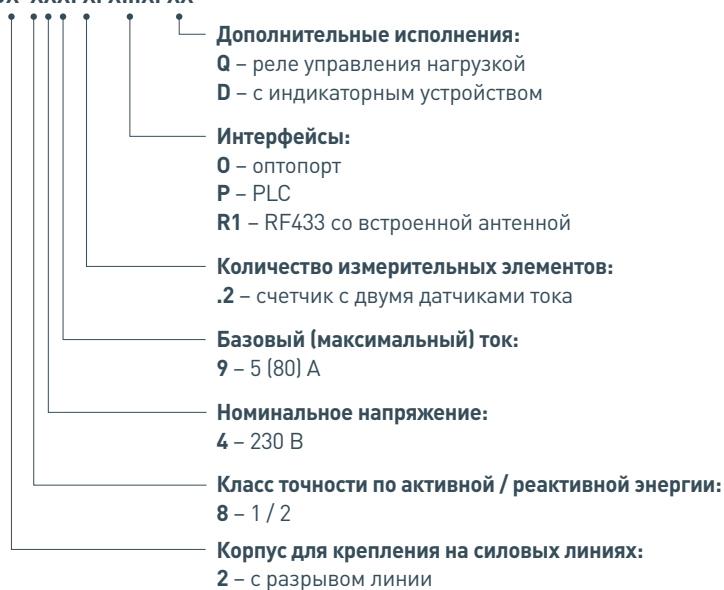 Дополнительные исполнения:
Q – реле управления нагрузкой
D – с индикаторным устройством
Интерфейсы:
O – оптопорт
P – PLC
R1 – RF433 со встроенной антенной
Количество измерительных элементов:
.2 – счетчик с двумя датчиками тока
Базовый (максимальный) ток:
9 – 5 (80) А
Номинальное напряжение:
4 – 230 В
Класс точности по активной / реактивной энергии:
8 – 1 / 2
Корпус для крепления на силовых линиях:
2 – с разрывом линии